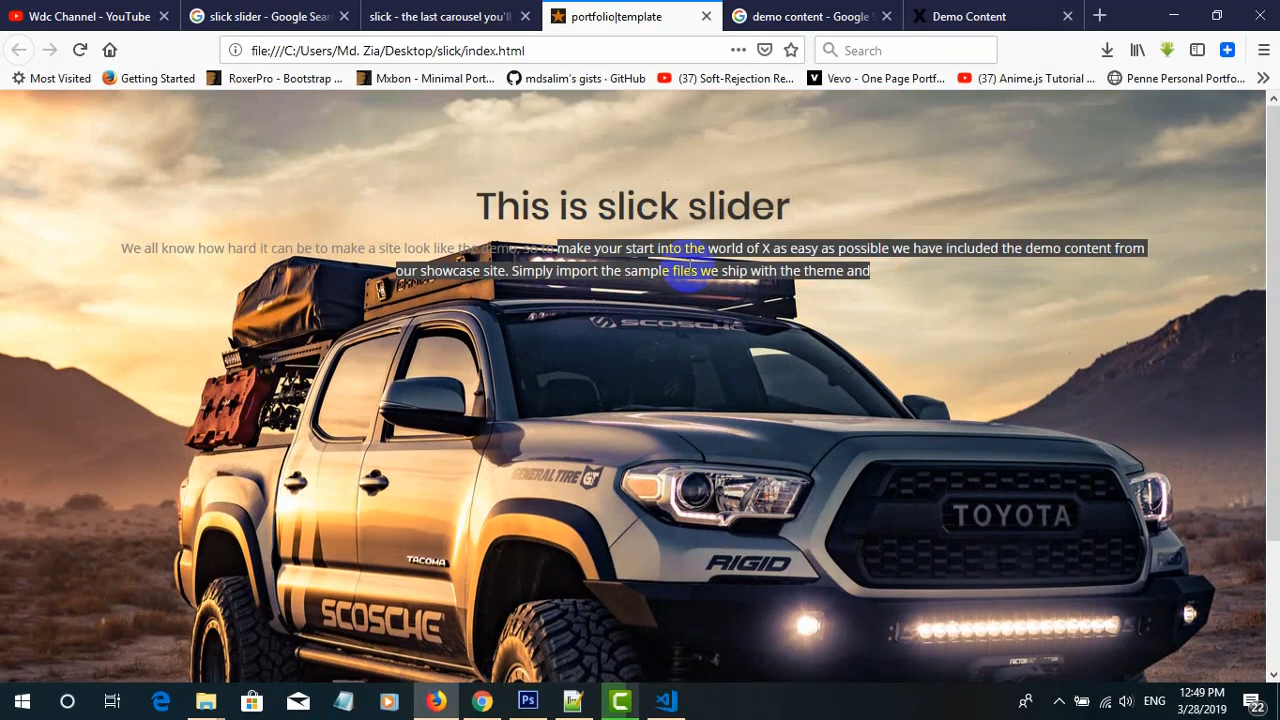 Wdc Channel - YouTube
slick slider - Google Sear
slick - the last carousel you'll
portfolio|template
demo content - Google S
Demo Content
file:///C:/Users/Md. Zia/Desktop/slick/index.html
Search
Most Visited
Getting Started
RoxerPro - Bootstrap ...
Mxbon - Minimal Port...
mdsalim's gists · GitHub
(37) Soft-Rejection Re...
Vevo - One Page Portf...
(37) Anime.js Tutorial ...
Penne Personal Portfo...
This is slick slider
We all know how hard it can be to make a site look like the demo, so to make your start into the world of X as easy as possible we have included the demo content from
our showcase site. Simply import the sample files we ship with the theme and
SCOSCHE
GENERAL TIRE GT
TOYOTA
TACOMA
RIGID
SCOSCHE
ENG
12:49 PM
3/28/2019
22